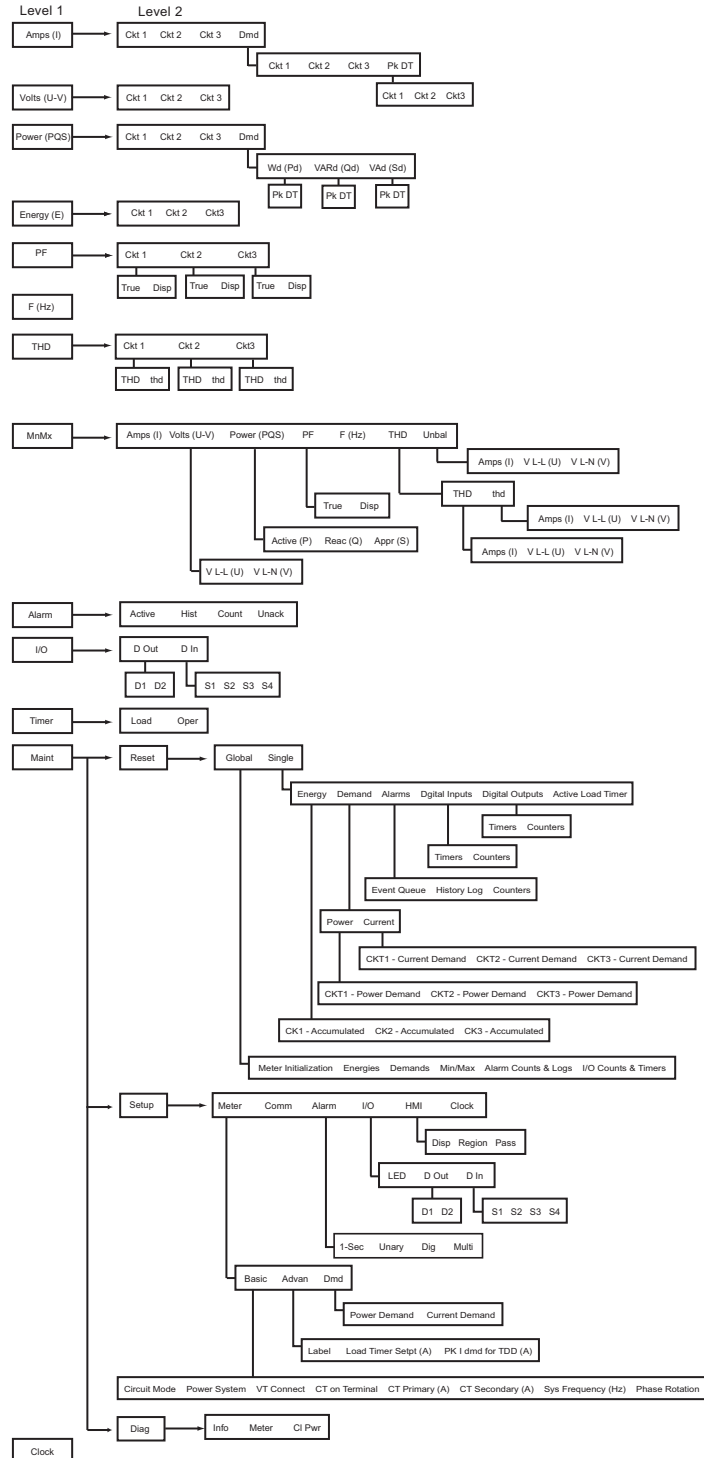 Level 1 Level 2
Amps (I) Ckt 1 Ckt 2 Ckt 3 Dmd
Ckt 1 Ckt 2 Ckt 3 Pk DT
Ckt 1 Ckt 2 Ckt3
Volts (U-V) Ckt 1 Ckt 2 Ckt 3
Power (PQS) Ckt 1 Ckt 2 Ckt 3 Dmd
Wd (Pd) VARd (Qd) VAd (Sd)
Pk DT Pk DT Pk DT
Energy (E) Ckt 1 Ckt 2 Ckt3
PF Ckt 1 Ckt 2 Ckt3
True Disp True Disp True Disp
F (Hz)
THD Ckt 1 Ckt 2 Ckt3
THD thd THD thd THD thd
MnMx Amps (I) Volts (U-V) Power (PQS) PF F (Hz) THD Unbal
Amps (I) V L-L (U) V L-N (V)
THD thd
True Disp
Amps (I) V L-L (U) V L-N (V)
Active (P) Reac (Q) Appr (S)
Amps (I) V L-L (U) V L-N (V)
V L-L (U) V L-N (V)
Alarm Active Hist Count Unack
I/O D Out D In
D1 D2 S1 S2 S3 S4
Timer Load Oper
Maint Reset Global Single
Energy Demand Alarms Dgital Inputs Digital Outputs Active Load Timer
Timers Counters
Timers Counters
Event Queue History Log Counters
Power Current
CKT1 - Current Demand CKT2 - Current Demand CKT3 - Current Demand
CKT1 - Power Demand CKT2 - Power Demand CKT3 - Power Demand
CK1 - Accumulated CK2 - Accumulated CK3 - Accumulated
Meter Initialization Energies Demands Min/Max Alarm Counts & Logs I/O Counts & Timers
Setup Meter Comm Alarm I/O HMI Clock
Disp Region Pass
LED D Out D In
D1 D2 S1 S2 S3 S4
1-Sec Unary Dig Multi
Basic Advan Dmd
Power Demand Current Demand
Label Load Timer Setpt (A) PK I dmd for TDD (A)
Circuit Mode Power System VT Connect CT on Terminal CT Primary (A) CT Secondary (A) Sys Frequency (Hz) Phase Rotation
Diag Info Meter Cl Pwr
Clock